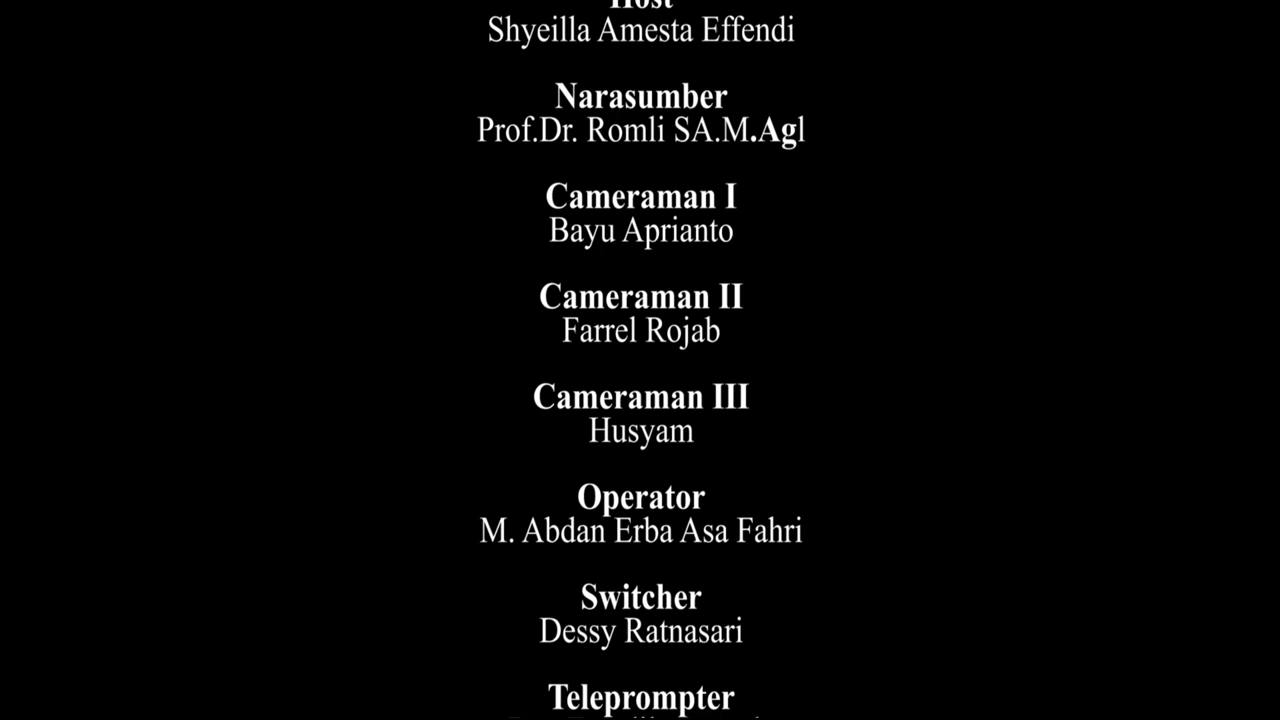 Host
Shyeilla Amesta Effendi
Narasumber
Prof.Dr. Romli SA.M.Agl
Cameraman I
Bayu Aprianto
Cameraman II
Farrel Rojab
Cameraman III
Husyam
Operator
M. Abdan Erba Asa Fahri
Switcher
Dessy Ratnasari
Teleprompter